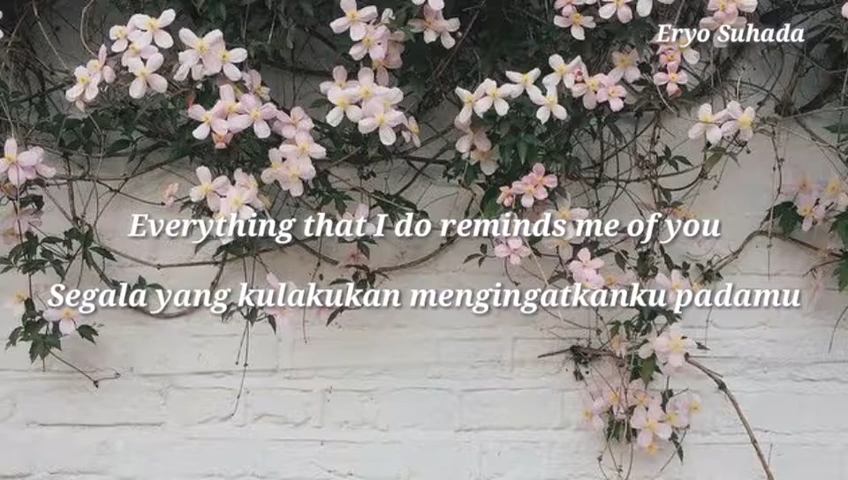 Eryo Suhada
Everything that I do reminds me of you
Segala yang kulakukan mengingatkanku padamu